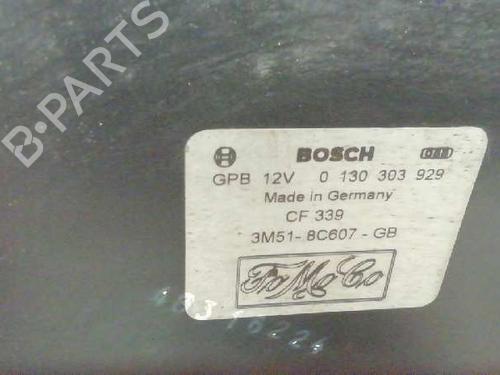 B·PARTS
BOSCH
GPB 12V 0 130 303 929
Made in Germany
CF 339
3M51-8C607-GB
FoMoCo